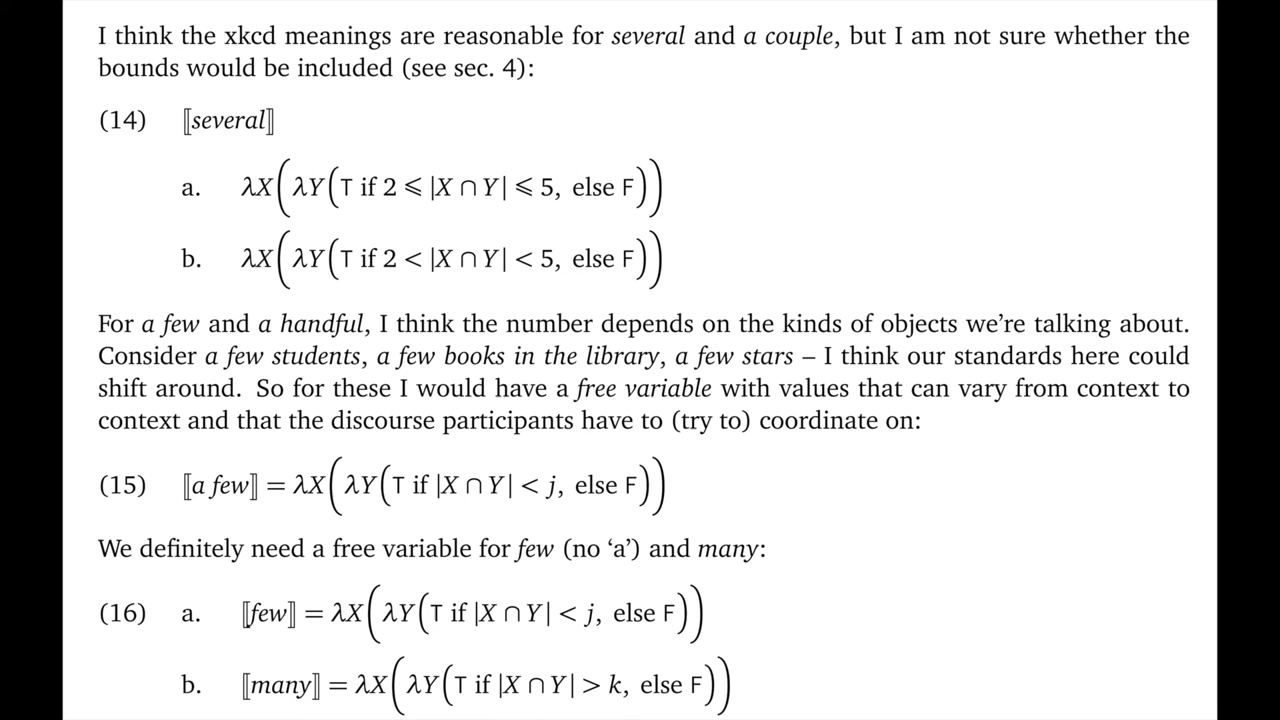 I think the xkcd meanings are reasonable for several and a couple, but I am not sure whether the
bounds would be included (see sec. 4):
(14) ⟦several⟧
a. λX(λY(T if 2 ⩽ |X ∩ Y| ⩽ 5, else F))
b. λX(λY(T if 2 < |X ∩ Y| < 5, else F))
For a few and a handful, I think the number depends on the kinds of objects we’re talking about.
Consider a few students, a few books in the library, a few stars – I think our standards here could
shift around. So for these I would have a free variable with values that can vary from context to
context and that the discourse participants have to (try to) coordinate on:
(15) ⟦a few⟧ = λX(λY(T if |X ∩ Y| < j, else F))
We definitely need a free variable for few (no ‘a’) and many:
(16) a. ⟦few⟧ = λX(λY(T if |X ∩ Y| < j, else F))
b. ⟦many⟧ = λX(λY(T if |X ∩ Y| > k, else F))